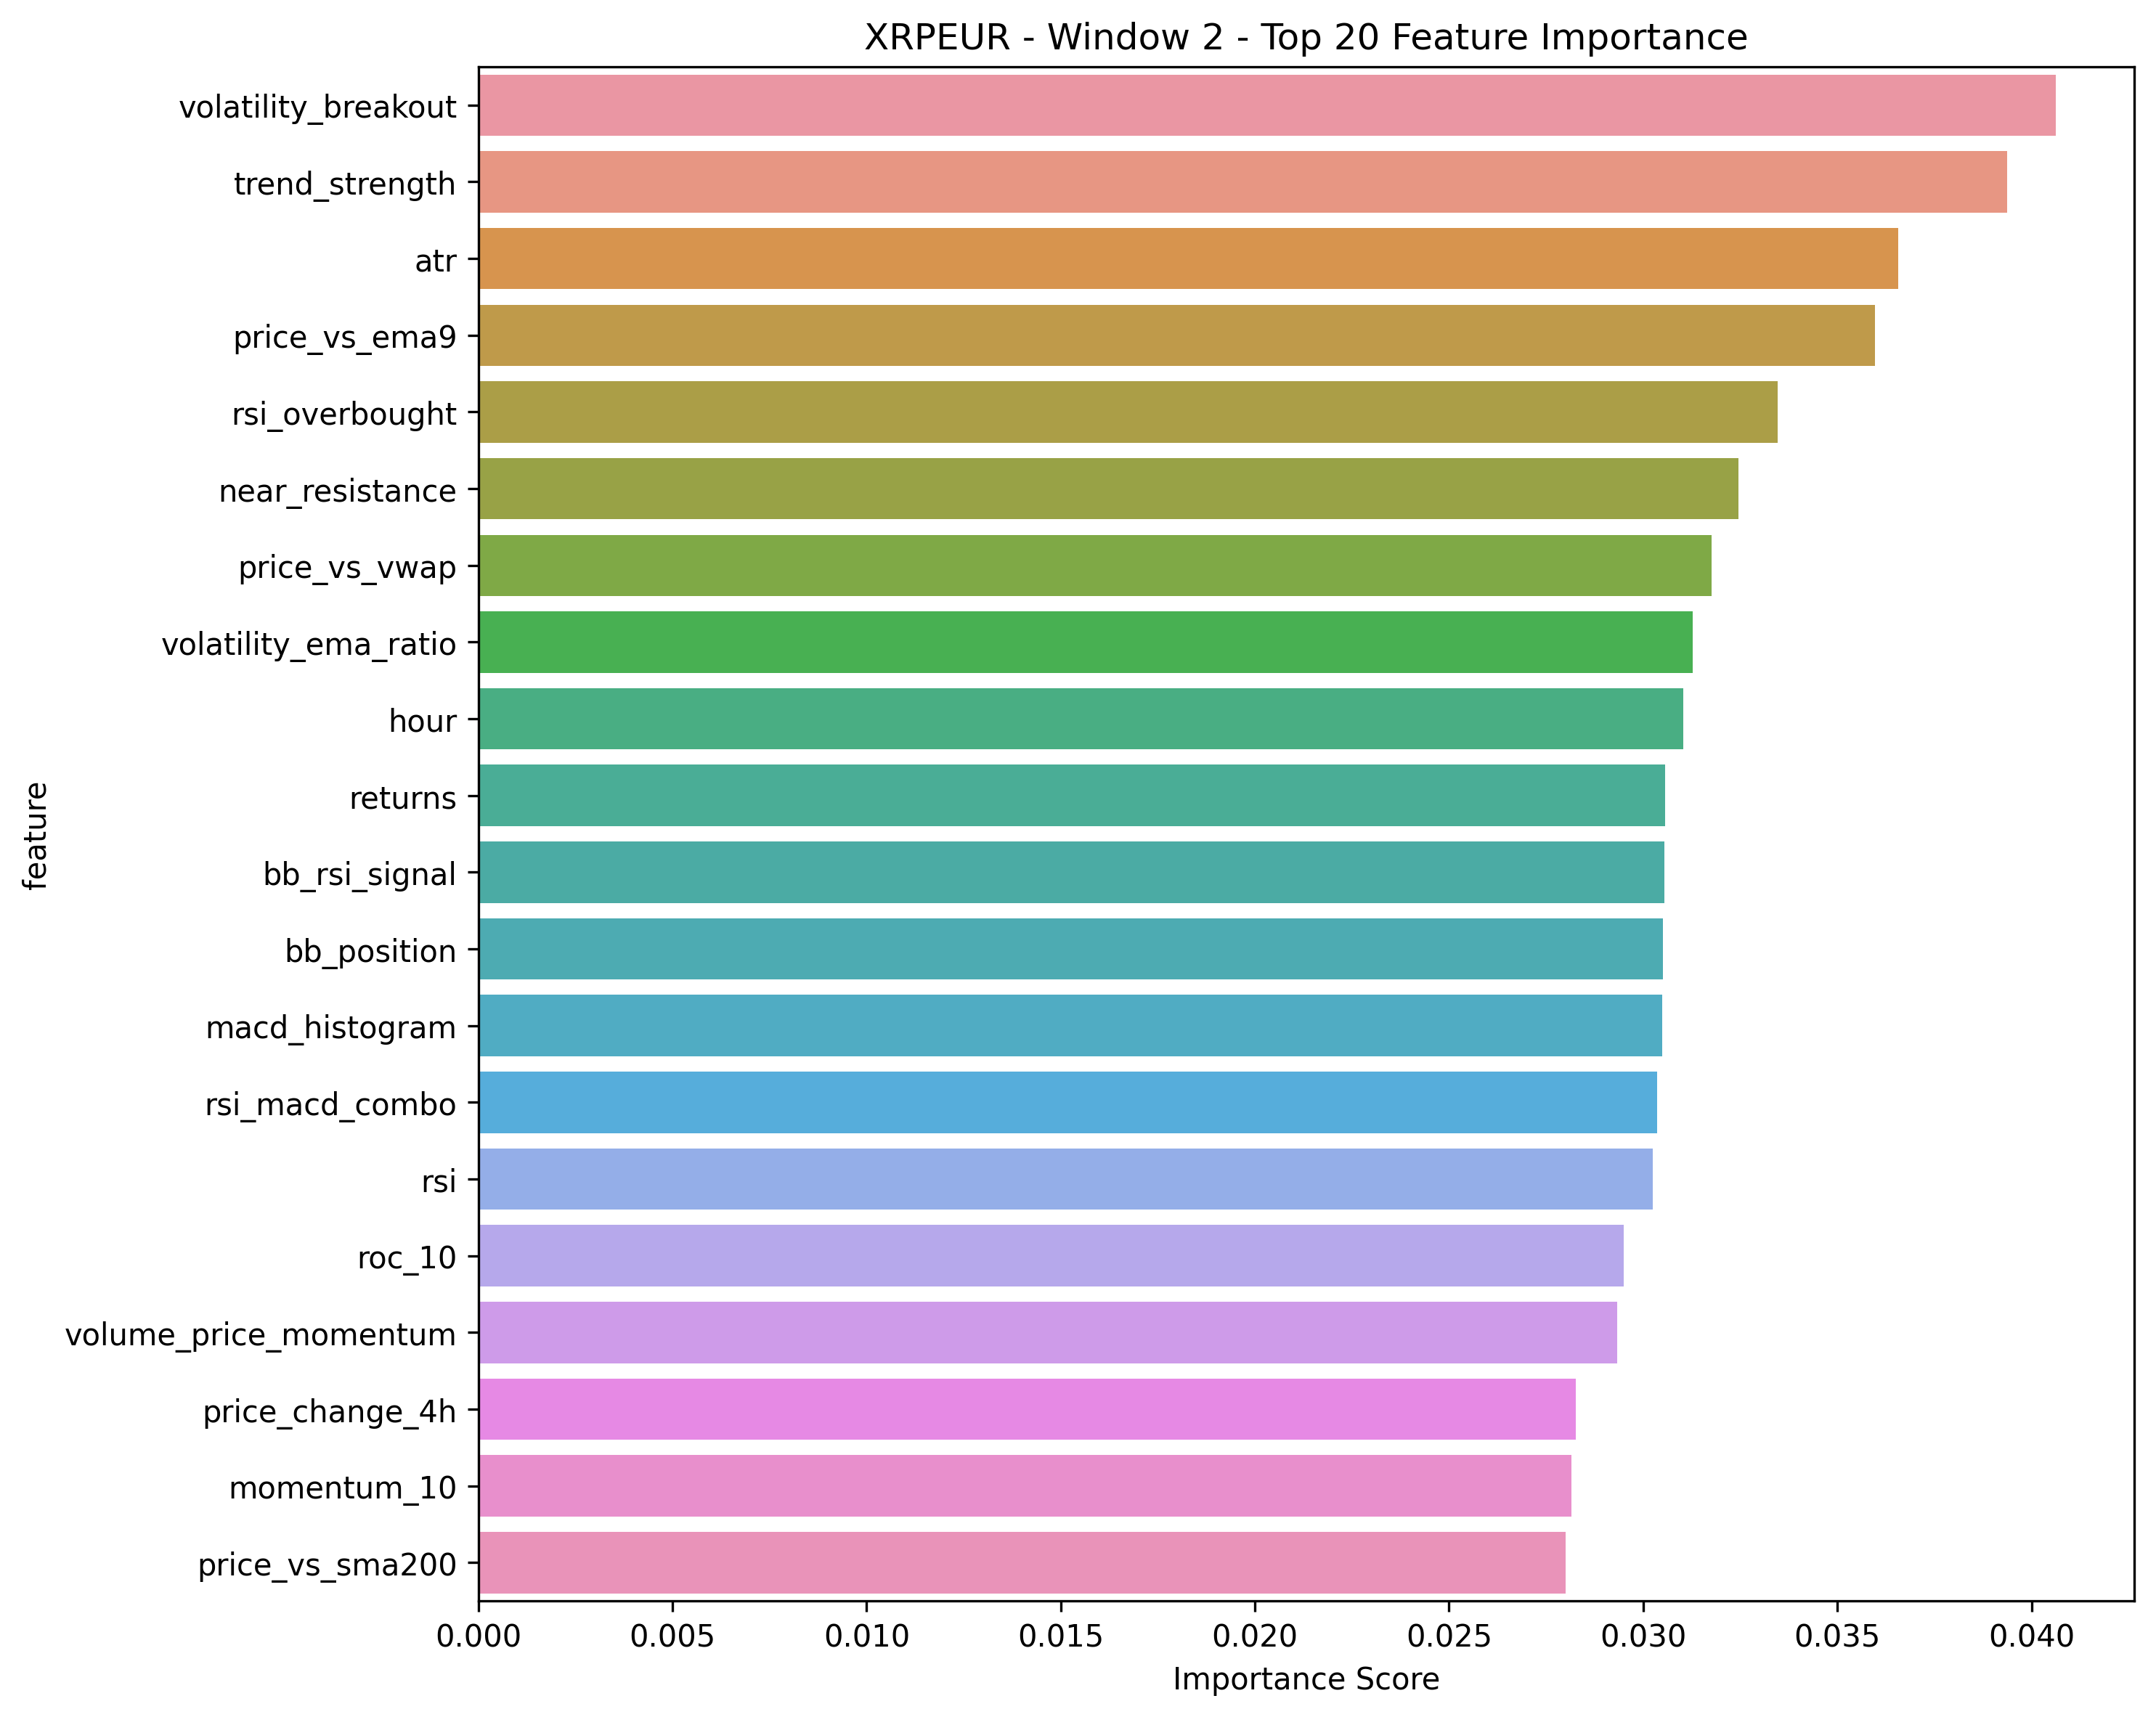 XRPEUR - Window 2 - Top 20 Feature Importance
volatility_breakout
trend_strength
atr
price_vs_ema9
rsi_overbought
near_resistance
price_vs_vwap
volatility_ema_ratio
hour
returns
bb_rsi_signal
bb_position
macd_histogram
rsi_macd_combo
rsi
roc_10
volume_price_momentum
price_change_4h
momentum_10
price_vs_sma200
feature
0.000 0.005 0.010 0.015 0.020 0.025 0.030 0.035 0.040
Importance Score